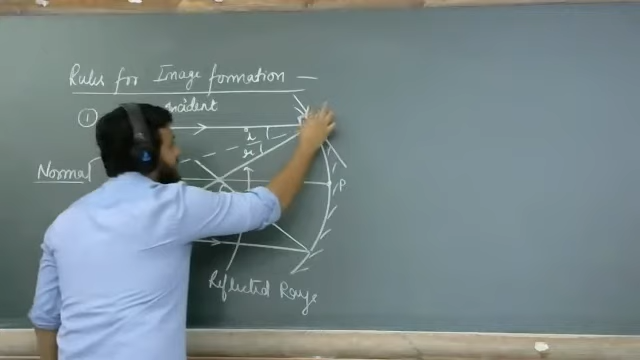 Rules for Image formation —
①
incident
i
r
Normal
P
Reflected Rays